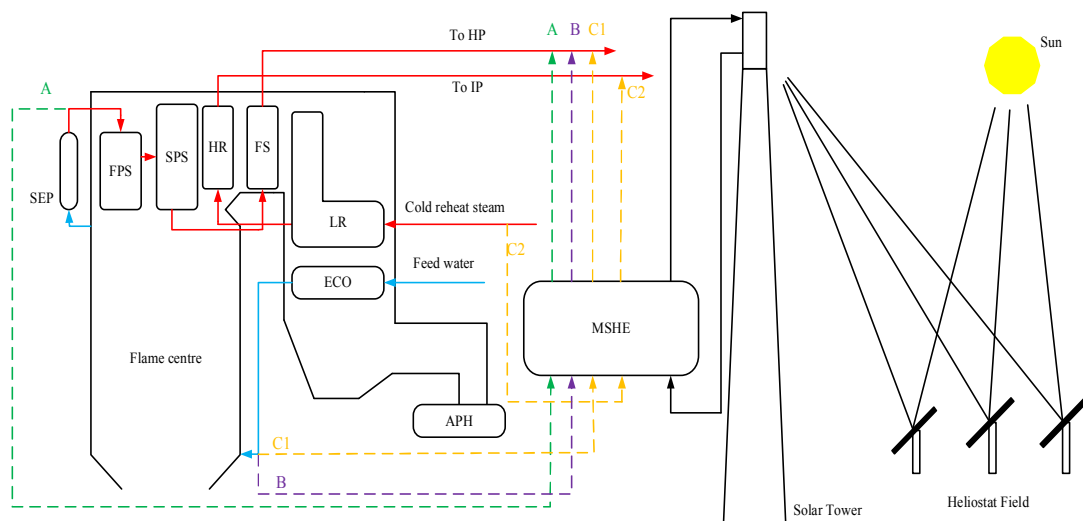 A B C1
Sun
To HP
To IP
C2
A
HR
FS
SPS
FPS
SEP
LR
Cold reheat steam
C2
ECO
Feed water
MSHE
Flame centre
APH
C1
B
Heliostat Field
Solar Tower